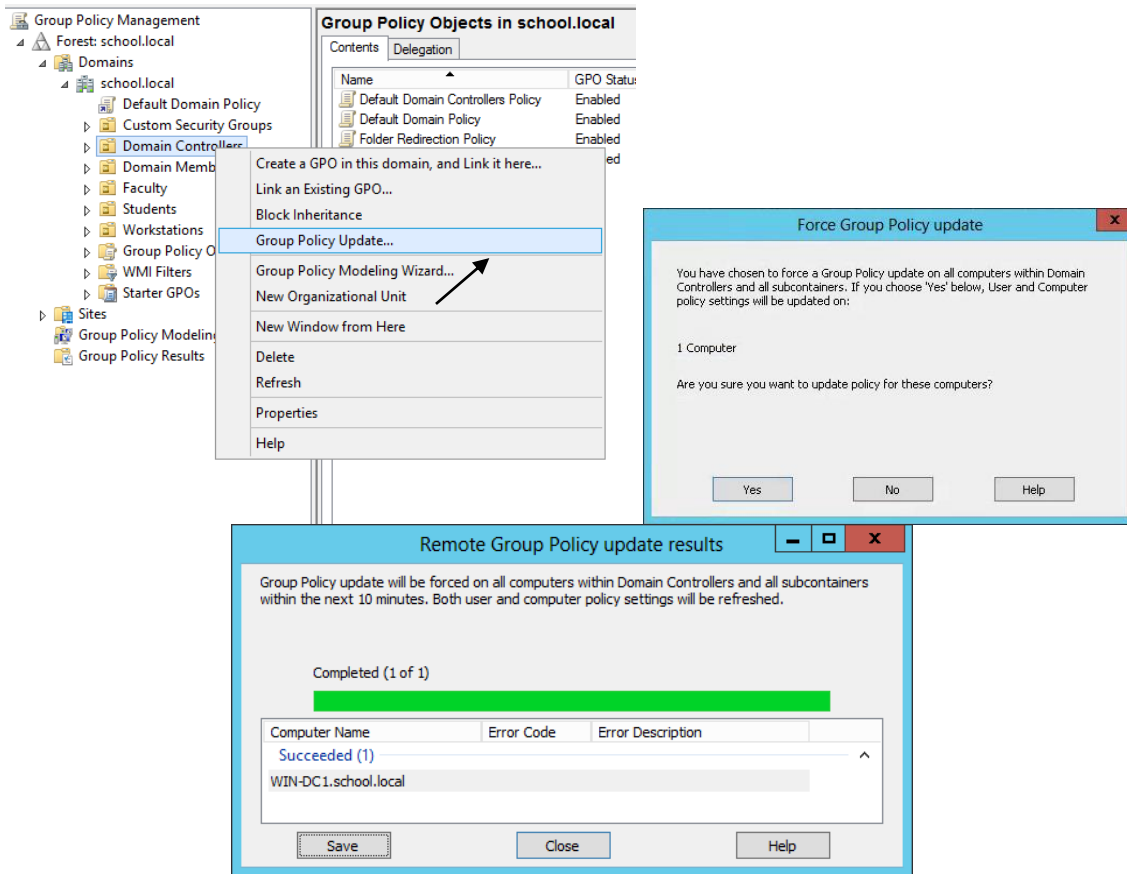 Group Policy Management
Forest: school.local
Domains
school.local
Default Domain Policy
Custom Security Groups
Domain Controllers
Domain Memb
Faculty
Students
Workstations
Group Policy O
WMI Filters
Starter GPOs
Sites
Group Policy Modeling
Group Policy Results
Group Policy Objects in school.local
Contents Delegation
Name GPO Statu
Default Domain Controllers Policy Enabled
Default Domain Policy Enabled
Folder Redirection Policy Enabled
ed
Create a GPO in this domain, and Link it here...
Link an Existing GPO...
Block Inheritance
Group Policy Update...
Group Policy Modeling Wizard...
New Organizational Unit
New Window from Here
Delete
Refresh
Properties
Help
Force Group Policy update
x
You have chosen to force a Group Policy update on all computers within Domain
Controllers and all subcontainers. If you choose 'Yes' below, User and Computer
policy settings will be updated on:
1 Computer
Are you sure you want to update policy for these computers?
Yes No Help
Remote Group Policy update results
x
Group Policy update will be forced on all computers within Domain Controllers and all subcontainers
within the next 10 minutes. Both user and computer policy settings will be refreshed.
Completed (1 of 1)
Computer Name Error Code Error Description
Succeeded (1)
WIN-DC1.school.local
Save Close Help